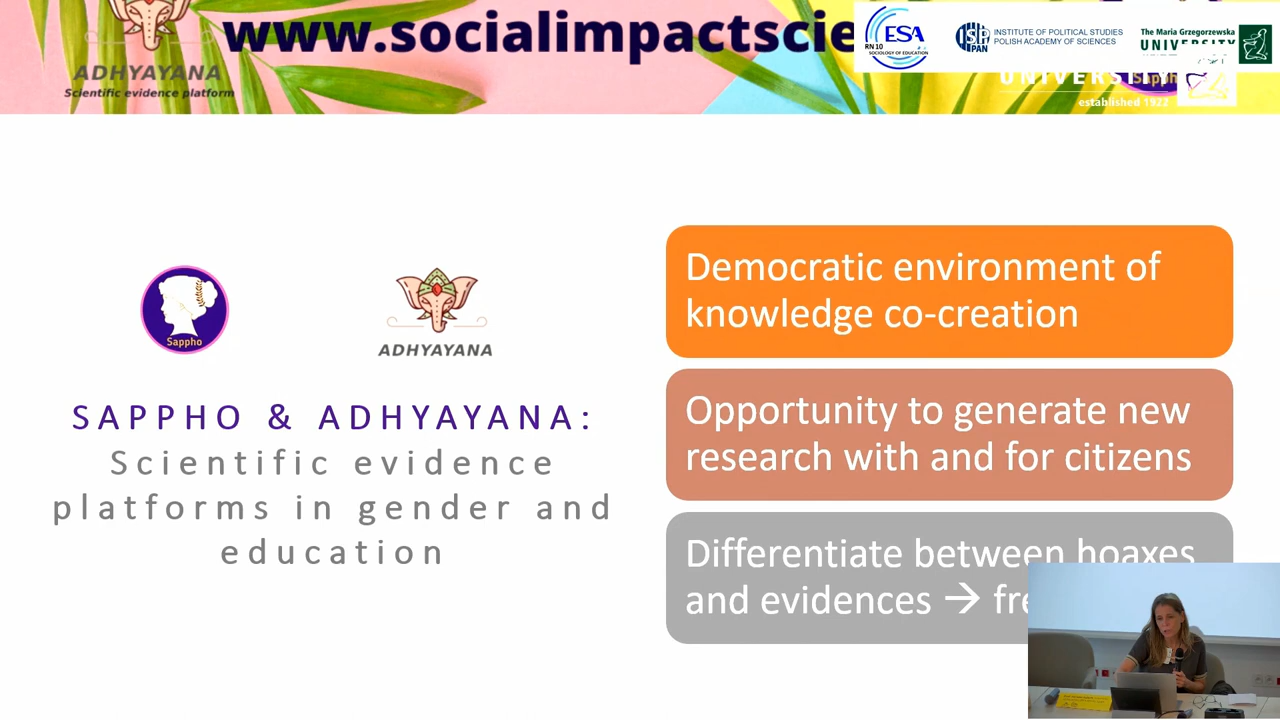 www.socialimpactscie
ADHYAYANA
Scientific evidence platform
ESA
RN 10
SOCIOLOGY OF EDUCATION
ISP
PAN
INSTITUTE OF POLITICAL STUDIES
POLISH ACADEMY OF SCIENCES
The Maria Grzegorzewska
UNIVERSITY
UNIVERSITY
Sappho
established 1922
Sappho
ADHYAYANA
SAPPHO & ADHYAYANA:
Scientific evidence
platforms in gender and
education
Democratic environment of
knowledge co-creation
Opportunity to generate new
research with and for citizens
Differentiate between hoaxes
and evidences → fre